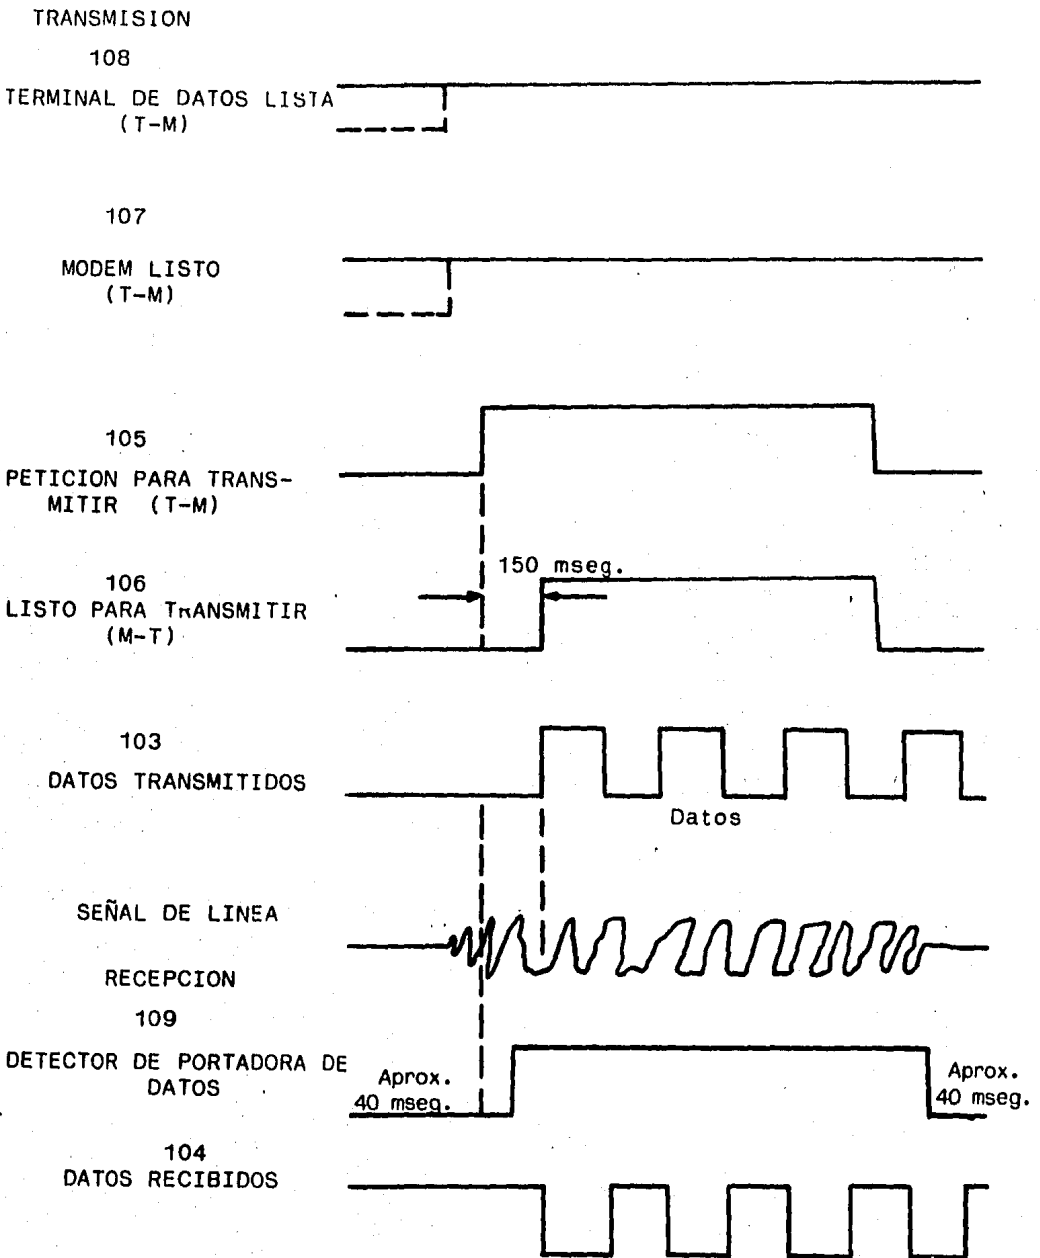 TRANSMISION
108
TERMINAL DE DATOS LISTA
(T-M)
107
MODEM LISTO
(T-M)
105
PETICION PARA TRANS-
MITIR (T-M)
150 mseg.
106
LISTO PARA TRANSMITIR
(M-T)
103
DATOS TRANSMITIDOS
Datos
SEÑAL DE LINEA
RECEPCION
109
DETECTOR DE PORTADORA DE
DATOS
Aprox.
40 mseg.
Aprox.
40 mseg.
104
DATOS RECIBIDOS